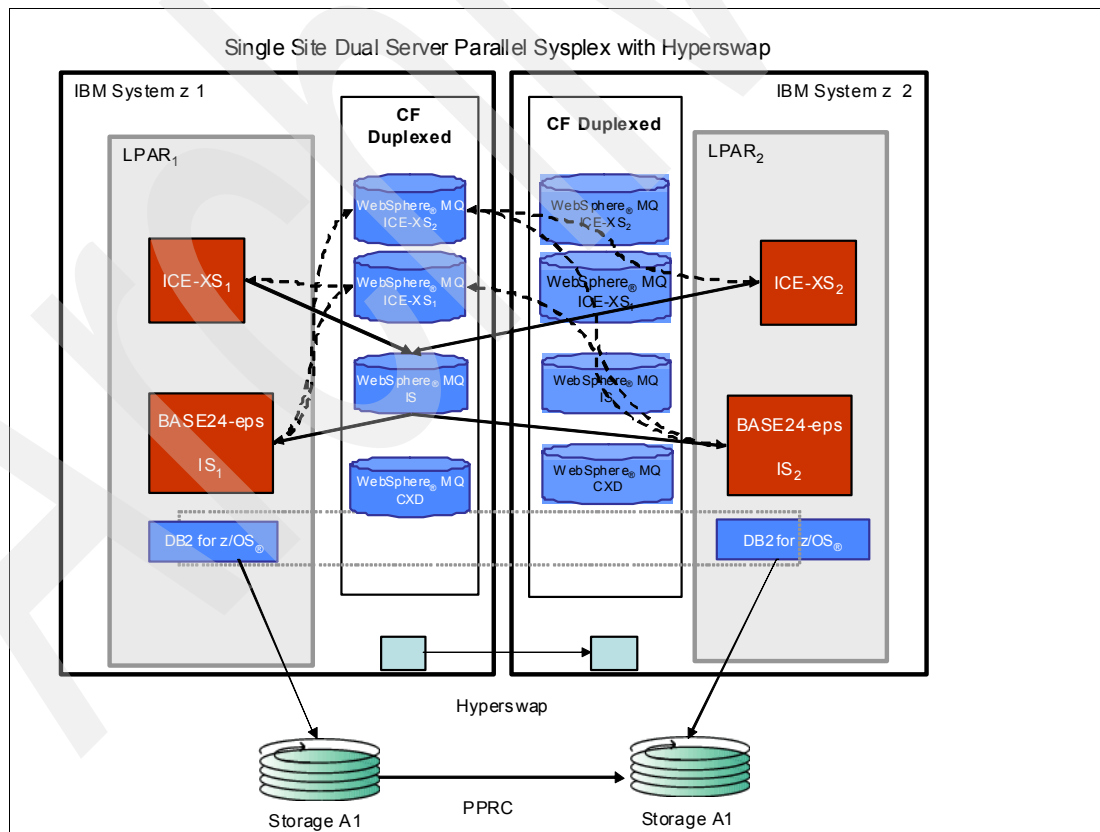 Single Site Dual Server Parallel Sysplex with Hyperswap
IBM System z 1
IBM System z 2
CF
Duplexed
CF Duplexed
LPAR1
LPAR2
WebSphere® MQ
ICE-XS2
WebSphere® MQ
ICE-XS2
ICE-XS1
WebSphere® MQ
ICE-XS1
WebSphere® MQ
ICE-XS1
ICE-XS2
WebSphere® MQ
IS
WebSphere® MQ
IS
BASE24-eps
IS1
BASE24-eps
IS2
WebSphere® MQ
CXD
WebSphere® MQ
CXD
DB2 for z/OS®
DB2 for z/OS®
Hyperswap
PPRC
Storage A1
Storage A1